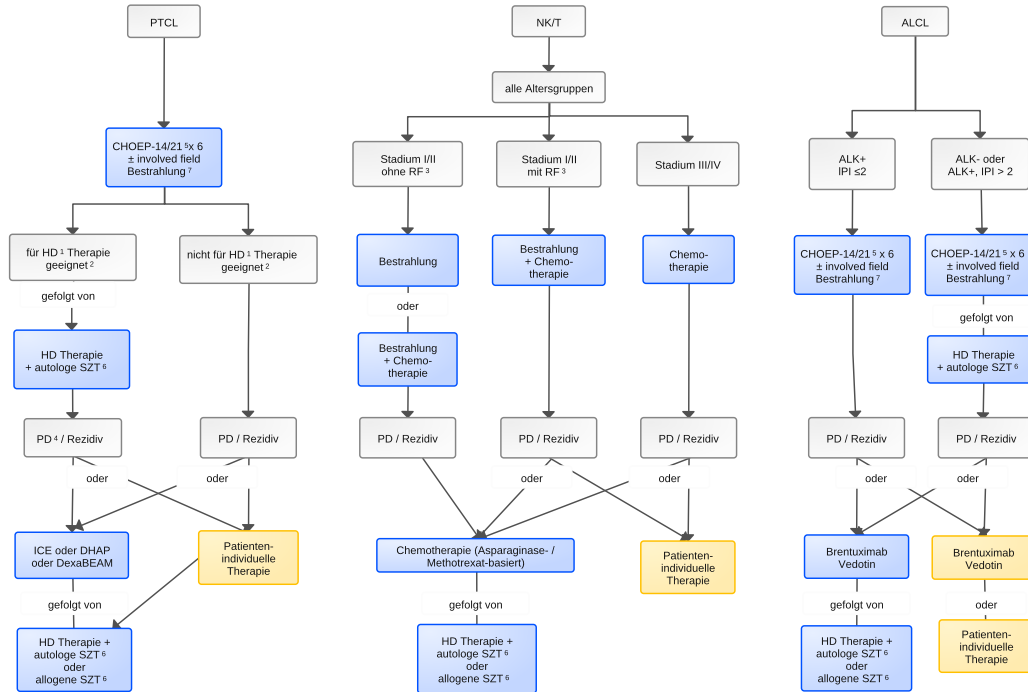 PTCL
CHOEP-14/21 ⁵x 6
± involved field
Bestrahlung ⁷
für HD ¹ Therapie
geeignet ²
nicht für HD ¹ Therapie
geeignet ²
gefolgt von
HD Therapie
+ autologe SZT ⁶
PD ⁴ / Rezidiv
PD / Rezidiv
oder
oder
ICE oder DHAP
oder DexaBEAM
Patienten-
individuelle
Therapie
gefolgt von
HD Therapie +
autologe SZT ⁶
oder
allogene SZT ⁶
NK/T
alle Altersgruppen
Stadium I/II
ohne RF ³
Stadium I/II
mit RF ³
Stadium III/IV
Bestrahlung
Bestrahlung
+ Chemo-
therapie
Chemo-
therapie
oder
Bestrahlung
+ Chemo-
therapie
PD / Rezidiv
PD / Rezidiv
PD / Rezidiv
oder
oder
Chemotherapie (Asparaginase- /
Methotrexat-basiert)
Patienten-
individuelle
Therapie
gefolgt von
HD Therapie +
autologe SZT ⁶
oder
allogene SZT ⁶
ALCL
ALK+
IPI ≤2
ALK- oder
ALK+, IPI > 2
CHOEP-14/21 ⁵ x 6
± involved field
Bestrahlung ⁷
CHOEP-14/21 ⁵ x 6
± involved field
Bestrahlung ⁷
gefolgt von
HD Therapie
+ autologe SZT ⁶
PD / Rezidiv
PD / Rezidiv
oder
oder
Brentuximab
Vedotin
Brentuximab
Vedotin
gefolgt von
oder
HD Therapie +
autologe SZT ⁶
oder
allogene SZT ⁶
Patienten-
individuelle
Therapie